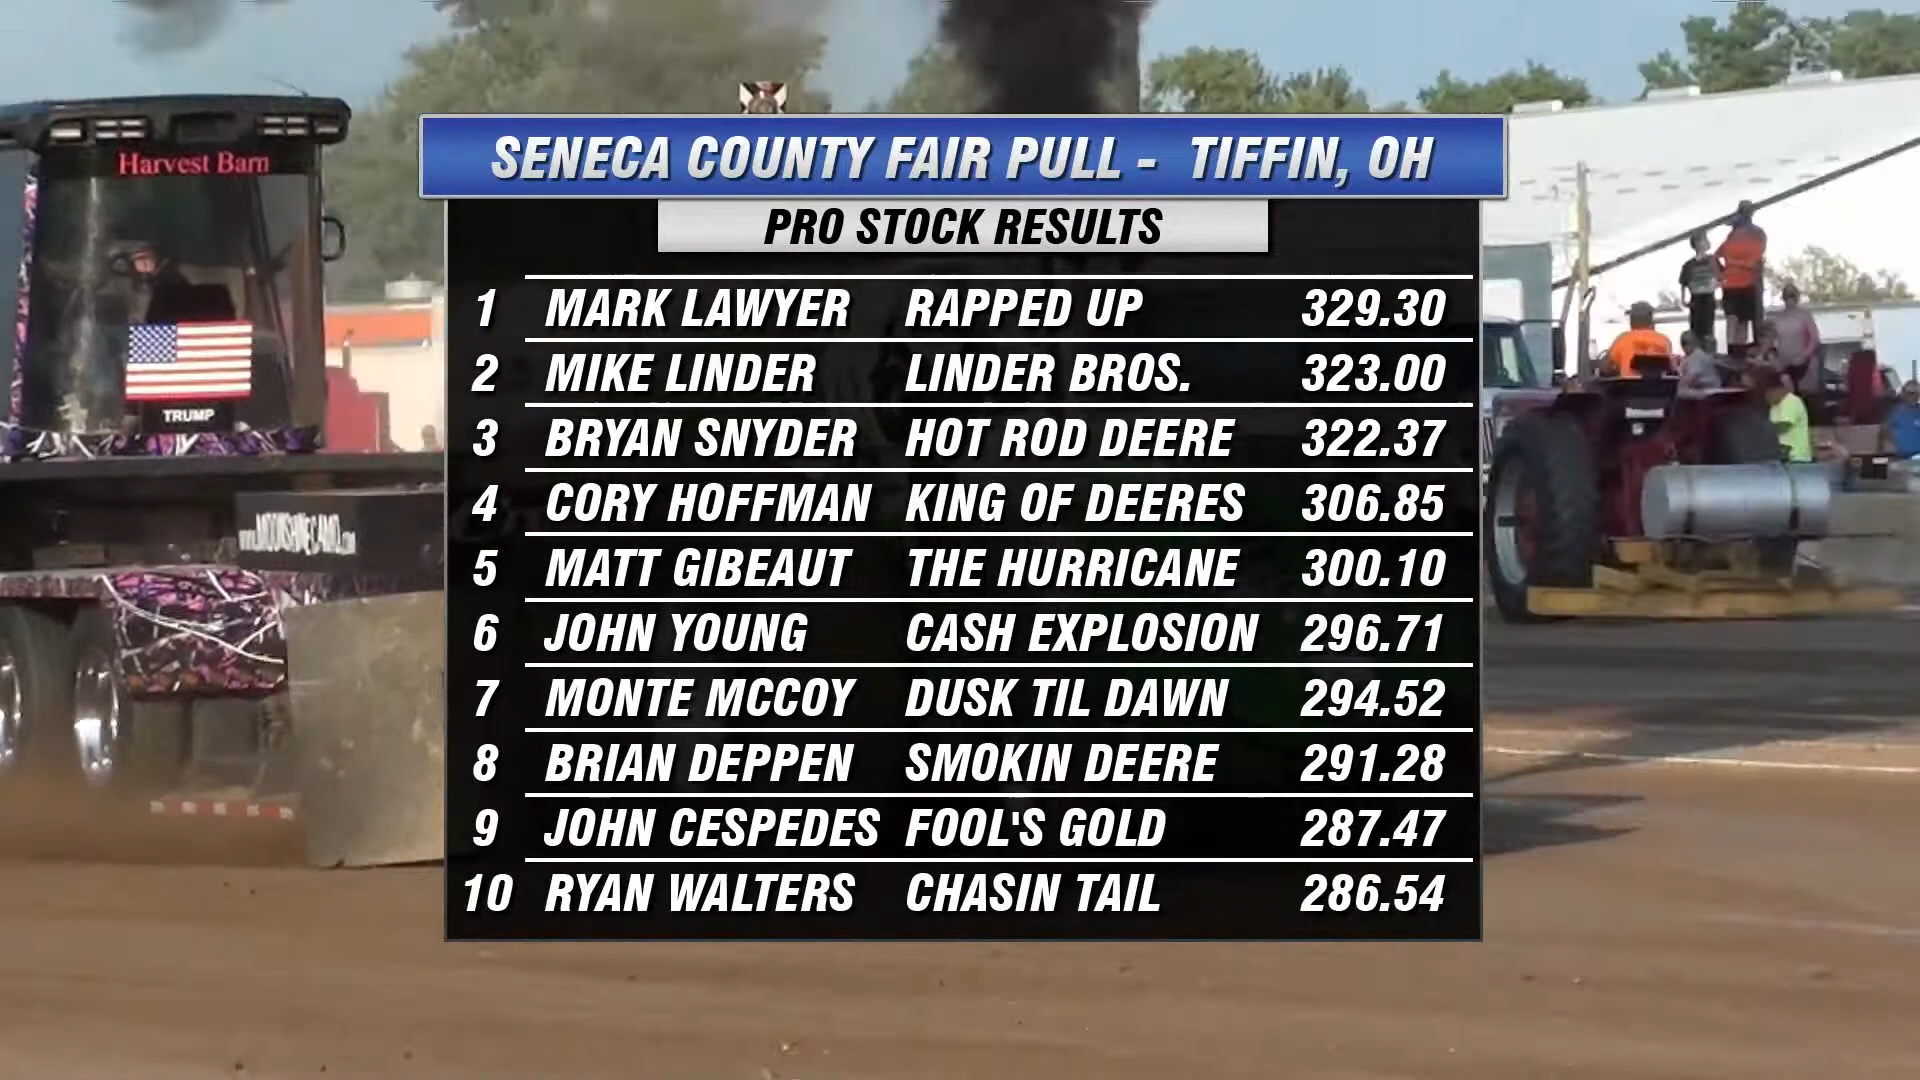 SENECA COUNTY FAIR PULL - TIFFIN, OH
PRO STOCK RESULTS
1 MARK LAWYER RAPPED UP 329.30
2 MIKE LINDER LINDER BROS. 323.00
3 BRYAN SNYDER HOT ROD DEERE 322.37
4 CORY HOFFMAN KING OF DEERES 306.85
5 MATT GIBEAUT THE HURRICANE 300.10
6 JOHN YOUNG CASH EXPLOSION 296.71
7 MONTE MCCOY DUSK TIL DAWN 294.52
8 BRIAN DEPPEN SMOKIN DEERE 291.28
9 JOHN CESPEDES FOOL'S GOLD 287.47
10 RYAN WALTERS CHASIN TAIL 286.54
Harvest Barn
TRUMP
www.MOONSHINECAMO.com